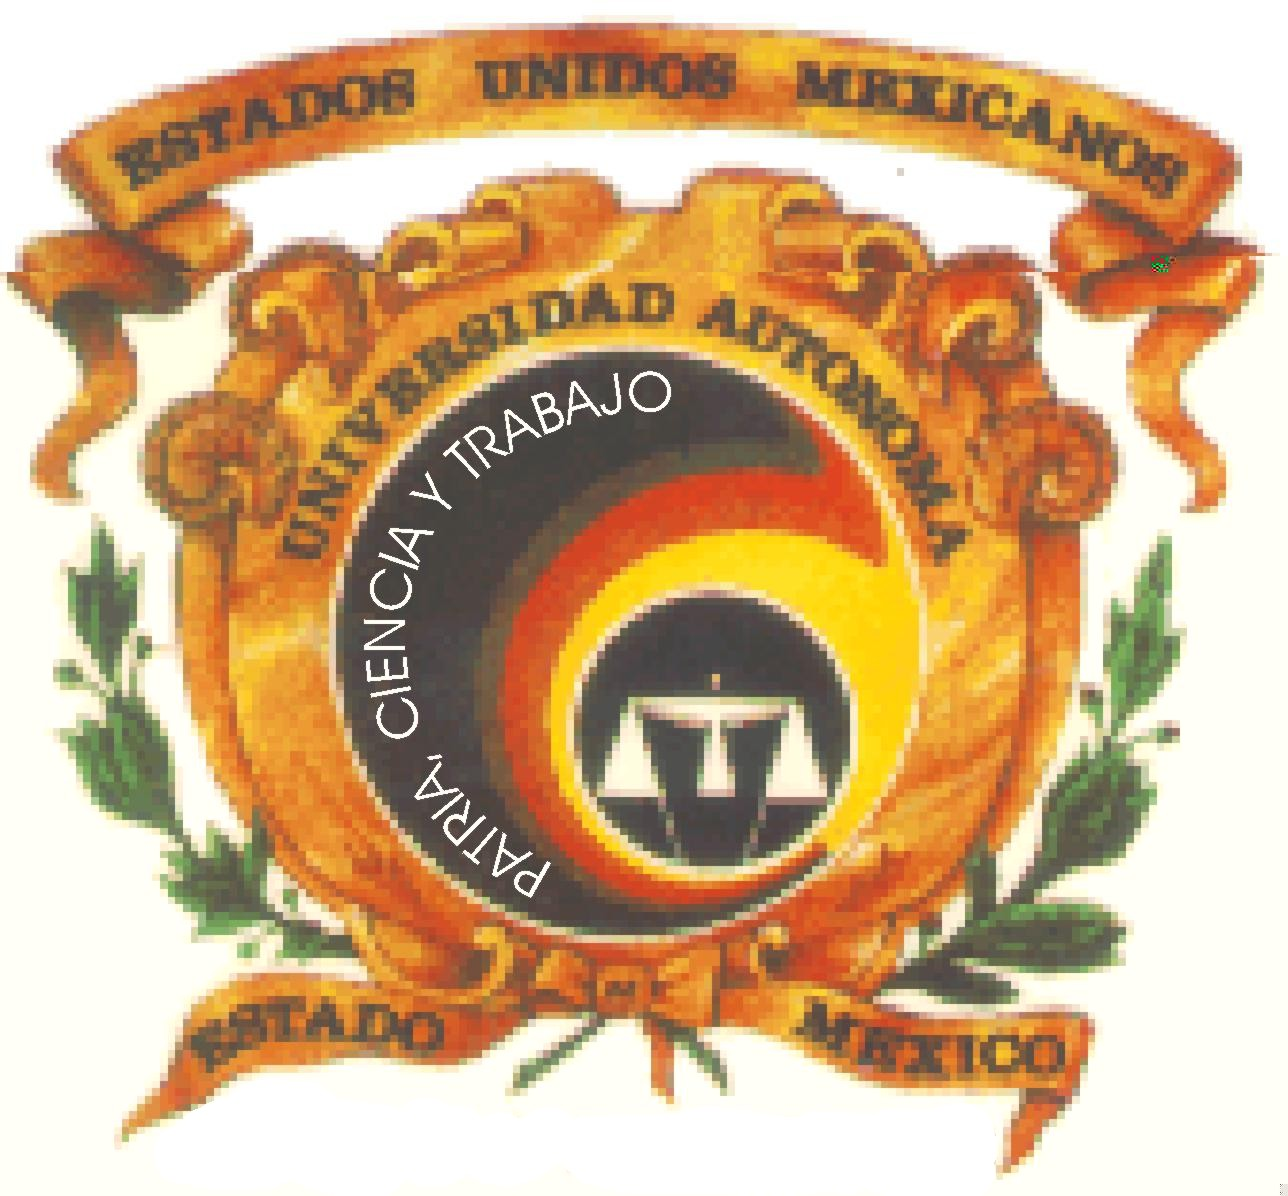 ESTADOS UNIDOS MEXICANOS
UNIVERSIDAD AUTONOMA
PATRIA, CIENCIA Y TRABAJO
ESTADO MEXICO